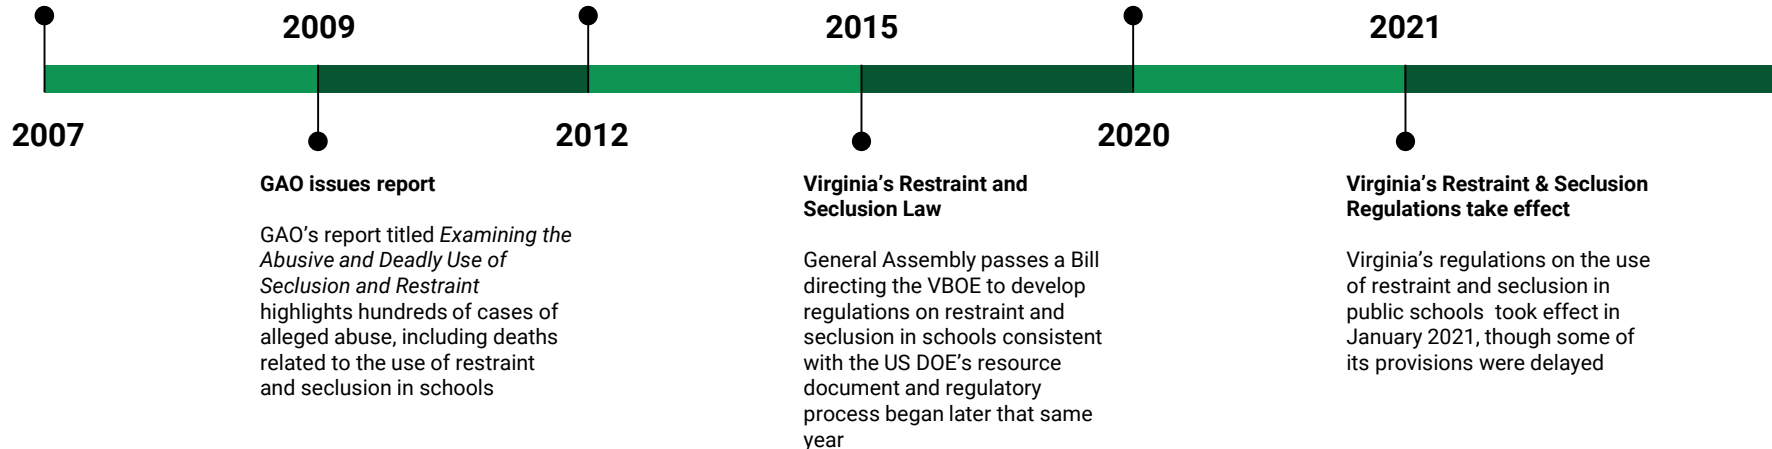 2009
2015
2021
2007
2012
2020
GAO issues report
GAO’s report titled Examining the
Abusive and Deadly Use of
Seclusion and Restraint
highlights hundreds of cases of
alleged abuse, including deaths
related to the use of restraint
and seclusion in schools
Virginia’s Restraint and
Seclusion Law
General Assembly passes a Bill
directing the VBOE to develop
regulations on restraint and
seclusion in schools consistent
with the US DOE’s resource
document and regulatory
process began later that same
year
Virginia’s Restraint & Seclusion
Regulations take effect
Virginia’s regulations on the use
of restraint and seclusion in
public schools  took effect in
January 2021, though some of
its provisions were delayed